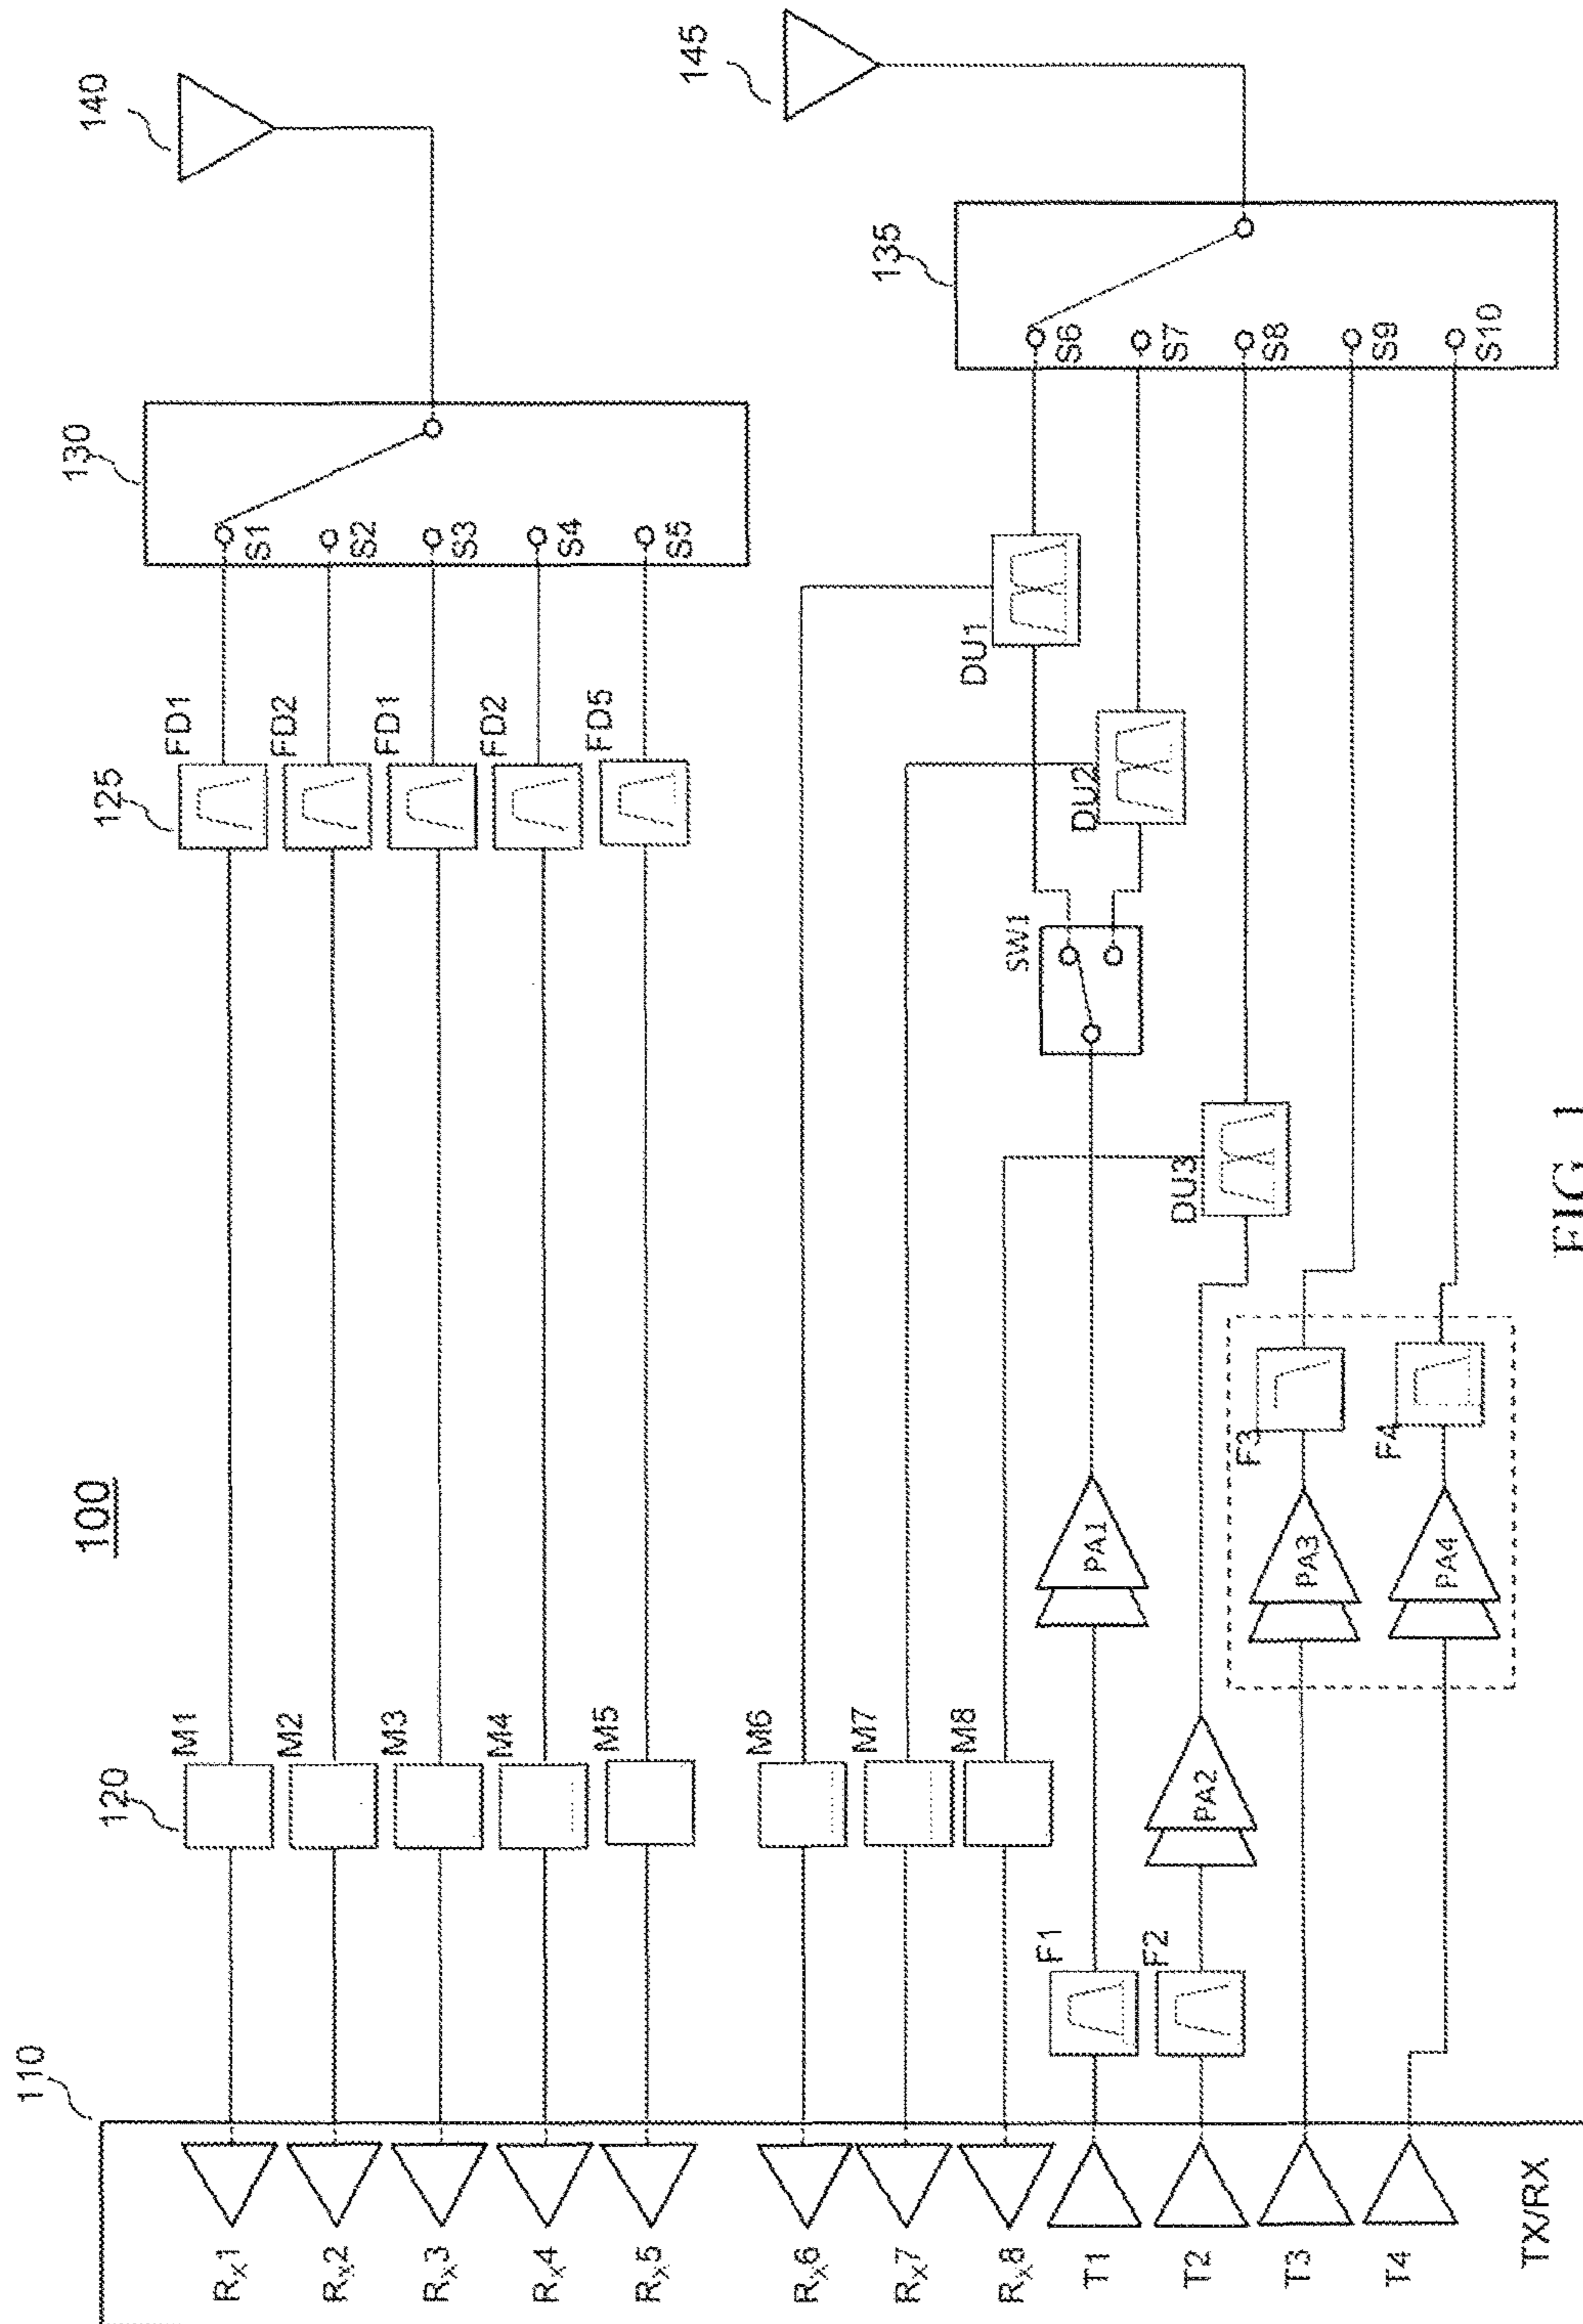 100
110
120
125
130
140
Rx1
M1
FD1
S1
Rx2
M2
FD2
S2
Rx3
M3
FD1
S3
Rx4
M4
FD2
S4
Rx5
M5
FD5
S5
145
135
Rx6
M6
Rx7
M7
Rx8
M8
DU1
S6
T1
F1
PA1
SW1
DU2
S7
T2
F2
PA2
DU3
S8
T3
PA3
F3
S9
T4
PA4
F4
S10
TX/RX
FIG. 1